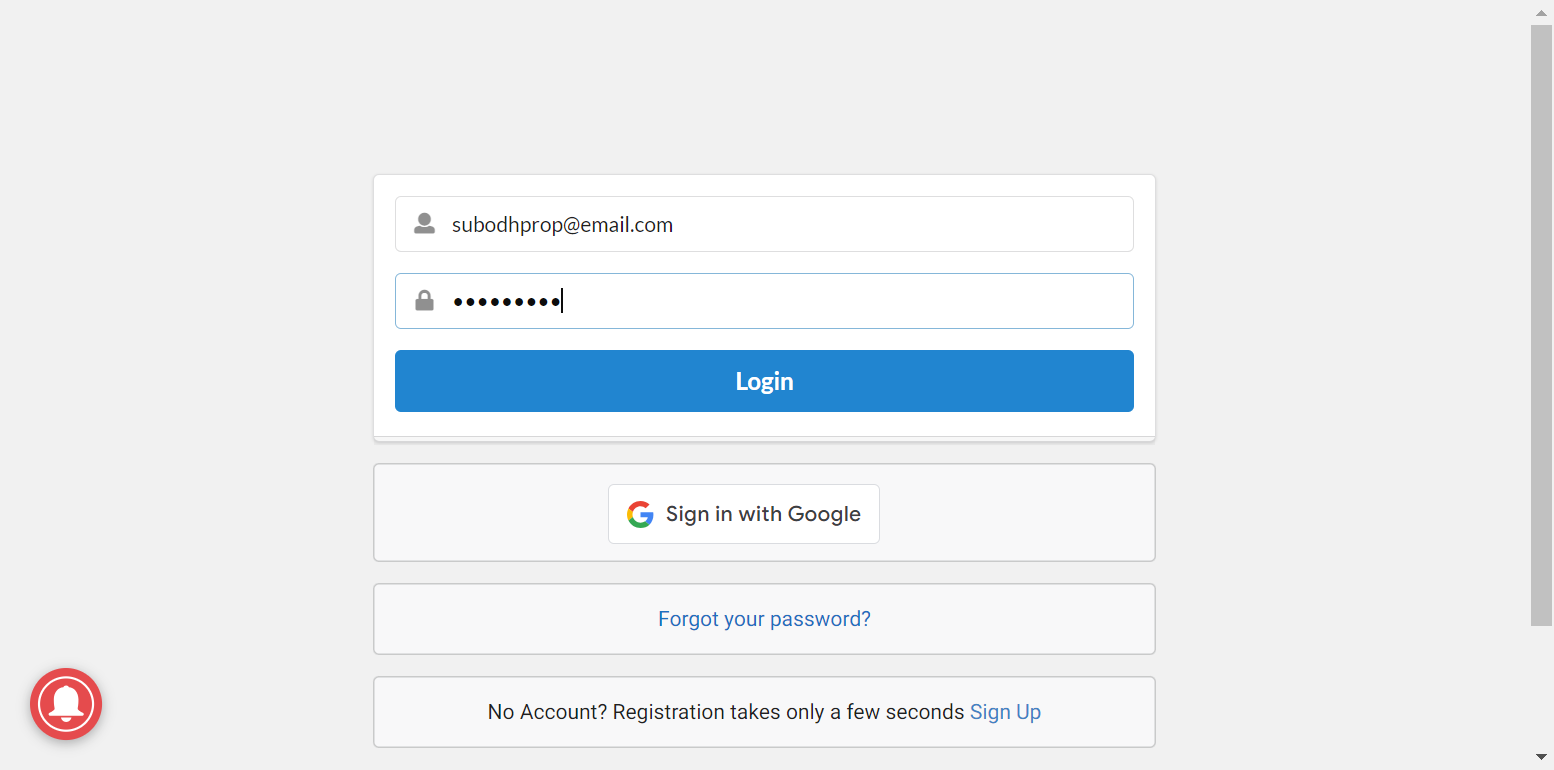 subodhprop@email.com
•••••••••
Login
Sign in with Google
Forgot your password?
No Account? Registration takes only a few seconds Sign Up